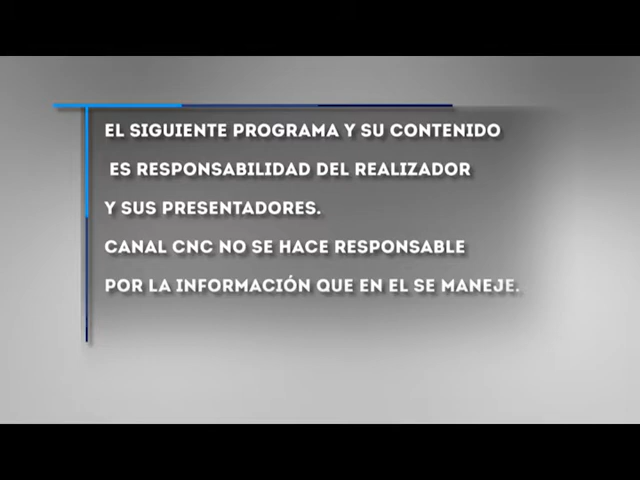 EL SIGUIENTE PROGRAMA Y SU CONTENIDO
ES RESPONSABILIDAD DEL REALIZADOR
Y SUS PRESENTADORES.
CANAL CNC NO SE HACE RESPONSABLE
POR LA INFORMACIÓN QUE EN EL SE MANEJE.